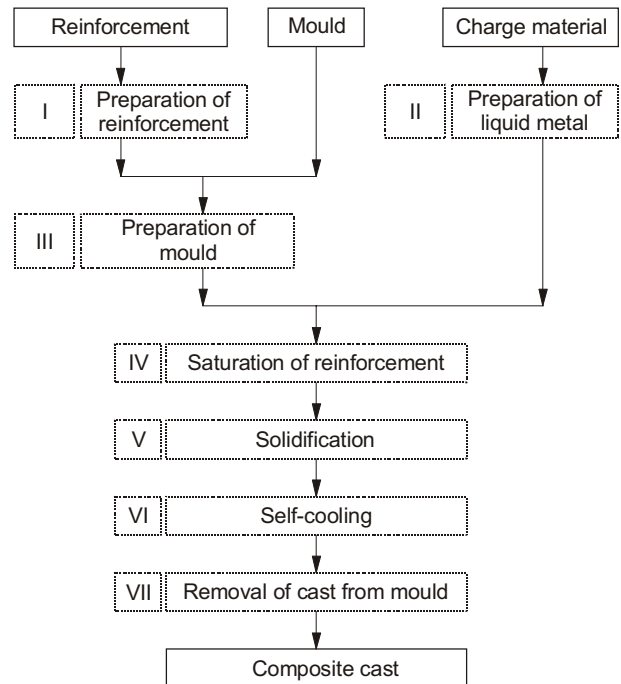 Reinforcement
Mould
Charge material
I
Preparation of
reinforcement
II
Preparation of
liquid metal
III
Preparation of
mould
IV
Saturation of reinforcement
V
Solidification
VI
Self-cooling
VII
Removal of cast from mould
Composite cast